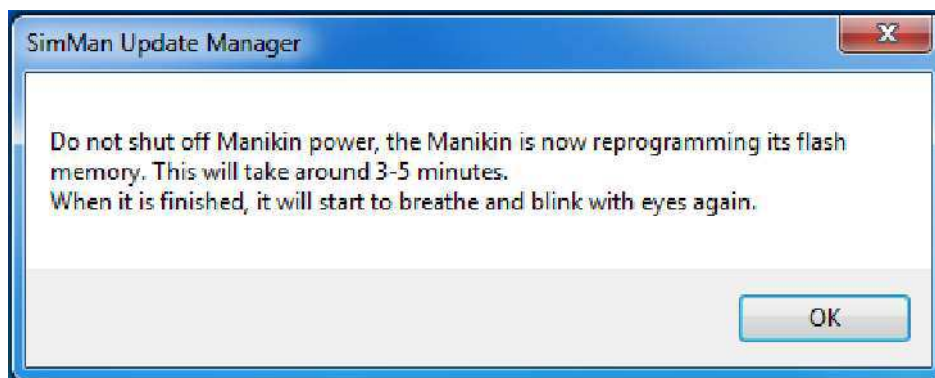 SimMan Update Manager
Do not shut off Manikin power, the Manikin is now reprogramming its flash
memory. This will take around 3-5 minutes.
When it is finished, it will start to breathe and blink with eyes again.
OK